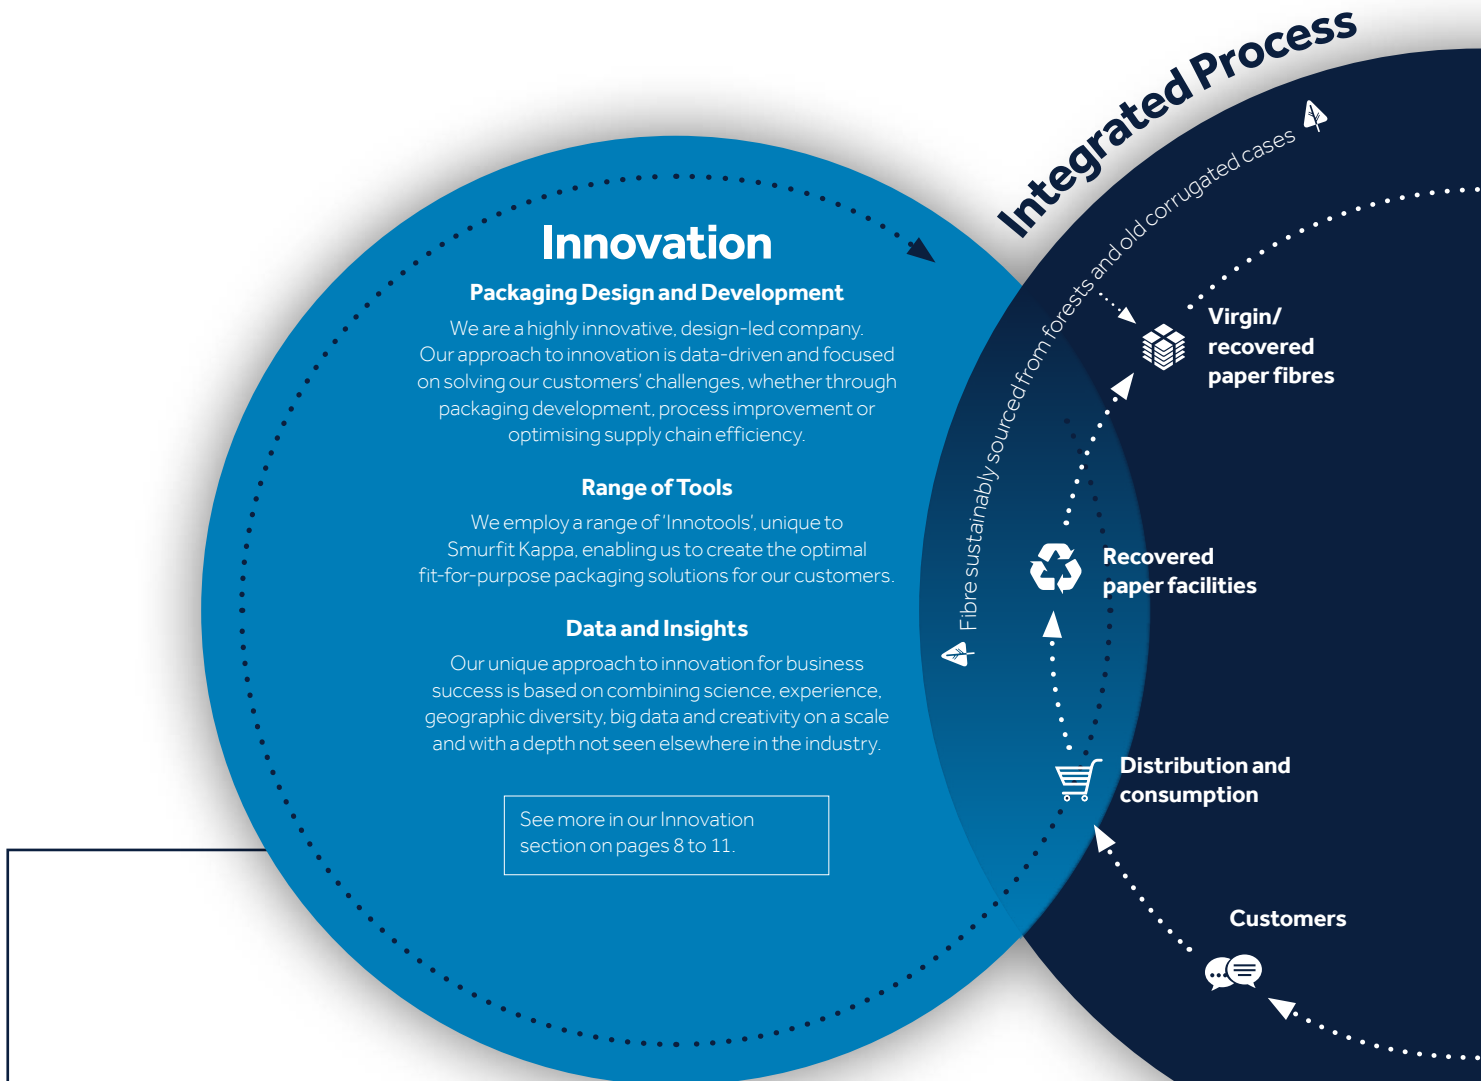 Integrated Process
Fibre sustainably sourced from forests and old corrugated cases
Innovation
Packaging Design and Development
We are a highly innovative, design-led company.
Our approach to innovation is data-driven and focused
on solving our customers' challenges, whether through
packaging development, process improvement or
optimising supply chain efficiency.
Range of Tools
We employ a range of 'Innotools', unique to
Smurfit Kappa, enabling us to create the optimal
fit-for-purpose packaging solutions for our customers.
Data and Insights
Our unique approach to innovation for business
success is based on combining science, experience,
geographic diversity, big data and creativity on a scale
and with a depth not seen elsewhere in the industry.
See more in our Innovation
section on pages 8 to 11.
Virgin/
recovered
paper fibres
Recovered
paper facilities
Distribution and
consumption
Customers